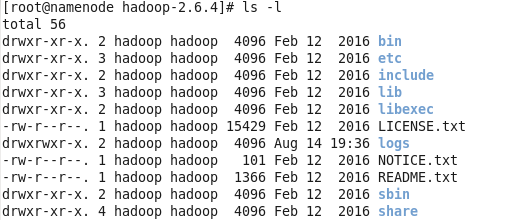 [root@namenode hadoop-2.6.4]# ls -l
total 56
drwxr-xr-x. 2 hadoop hadoop  4096 Feb 12  2016 bin
drwxr-xr-x. 3 hadoop hadoop  4096 Feb 12  2016 etc
drwxr-xr-x. 2 hadoop hadoop  4096 Feb 12  2016 include
drwxr-xr-x. 3 hadoop hadoop  4096 Feb 12  2016 lib
drwxr-xr-x. 2 hadoop hadoop  4096 Feb 12  2016 libexec
-rw-r--r--. 1 hadoop hadoop 15429 Feb 12  2016 LICENSE.txt
drwxrwxr-x. 2 hadoop hadoop  4096 Aug 14 19:36 logs
-rw-r--r--. 1 hadoop hadoop   101 Feb 12  2016 NOTICE.txt
-rw-r--r--. 1 hadoop hadoop  1366 Feb 12  2016 README.txt
drwxr-xr-x. 2 hadoop hadoop  4096 Feb 12  2016 sbin
drwxr-xr-x. 4 hadoop hadoop  4096 Feb 12  2016 share